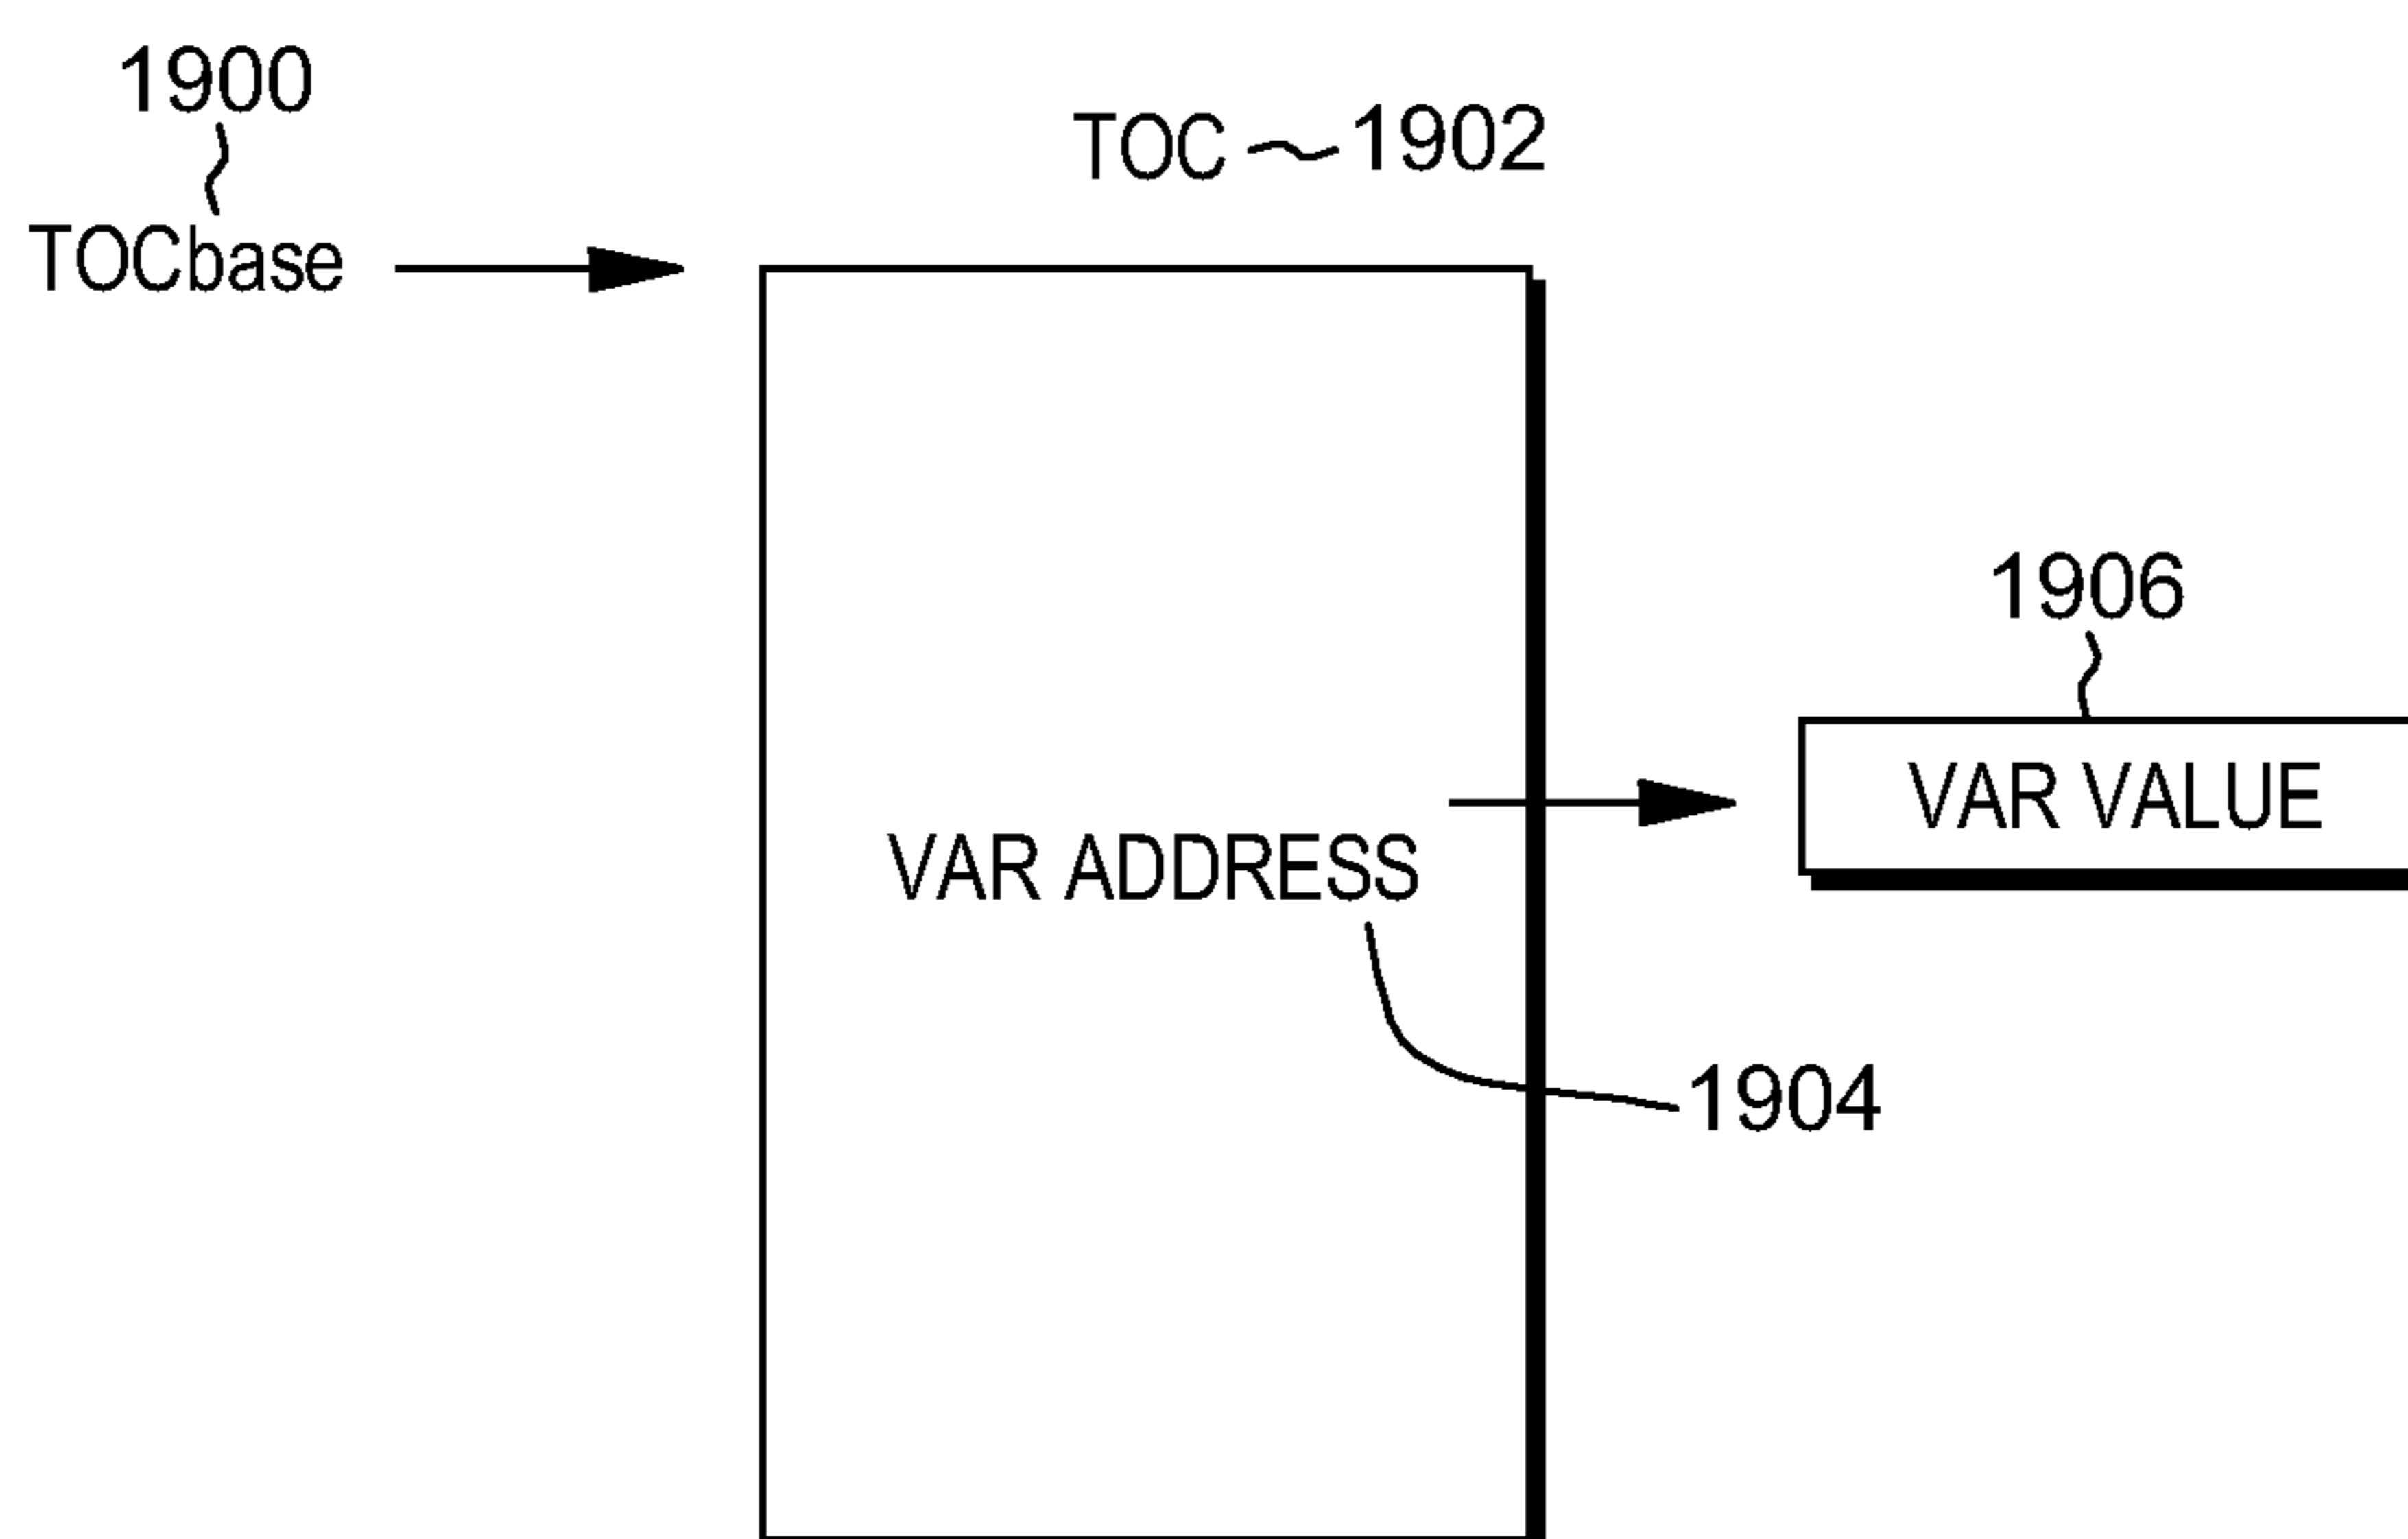 1900
TOCbase
TOC 1902
1906
VAR VALUE
VAR ADDRESS
1904